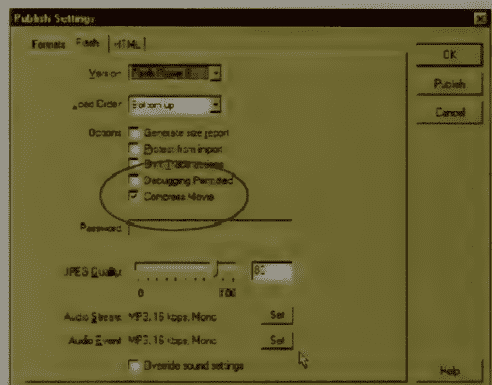 Publish Settings
Formats Flash HTML
OK
Publish
Cancel
Version
Load Order: Bottom up
Options: Generate size report
Protect from import
Debugging Permitted
Compress Movie
Password
JPEG Quality:
0 100
Audio Stream: MP3, 16 kbps, Mono Set
Audio Event: MP3, 16 kbps, Mono Set
Override sound settings
Help